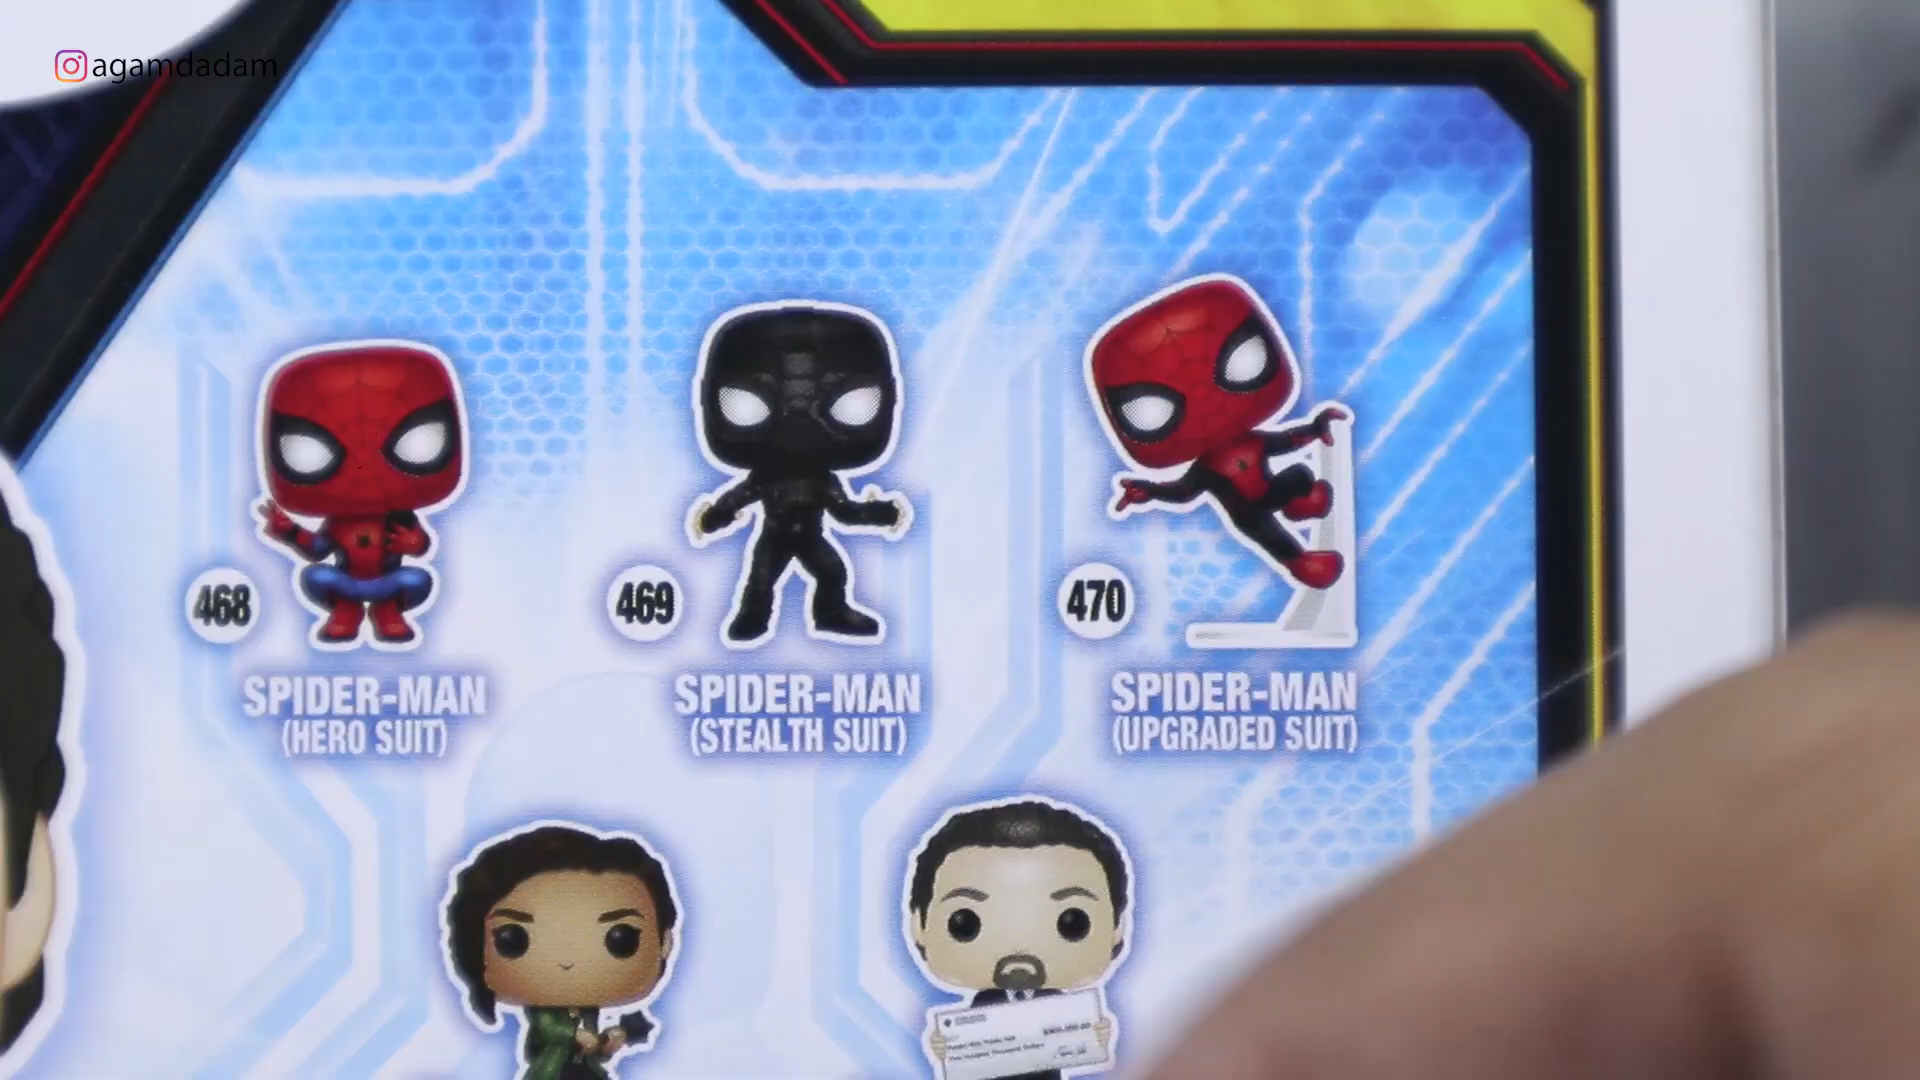 agamdadam
468
469
470
SPIDER-MAN
(HERO SUIT)
SPIDER-MAN
(STEALTH SUIT)
SPIDER-MAN
(UPGRADED SUIT)